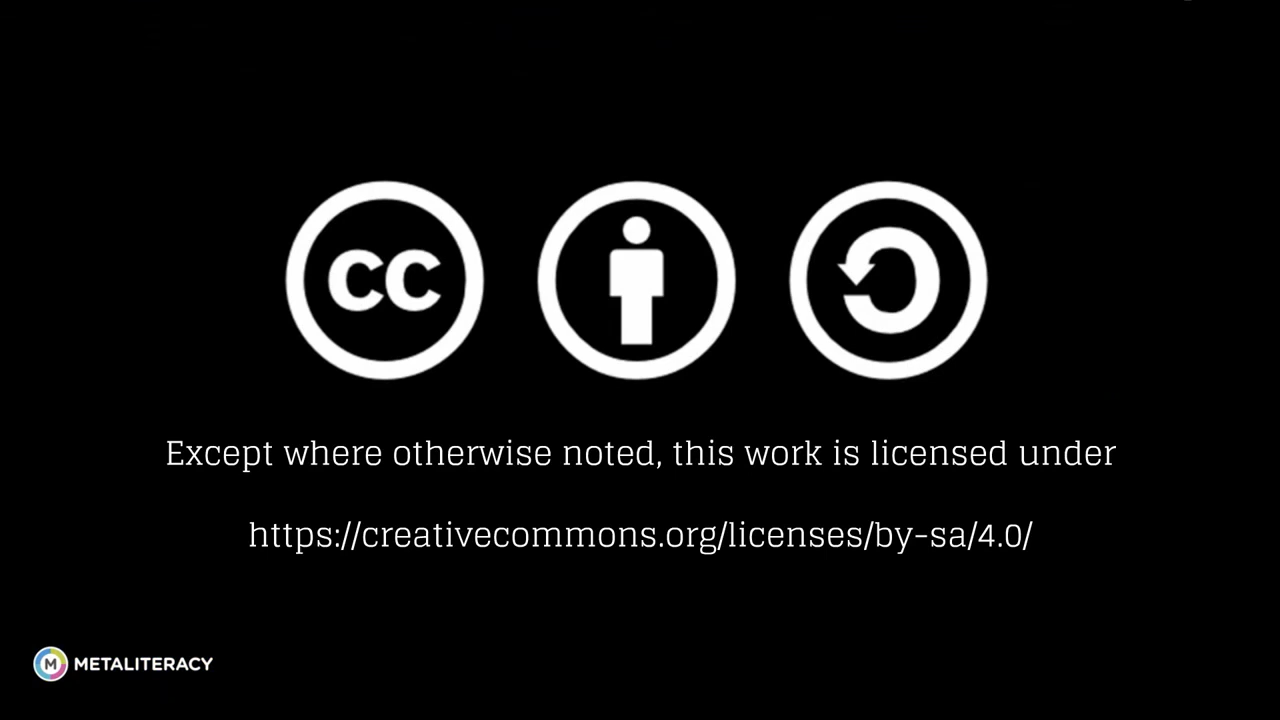 cc
Except where otherwise noted, this work is licensed under
https://creativecommons.org/licenses/by-sa/4.0/
M METALITERACY